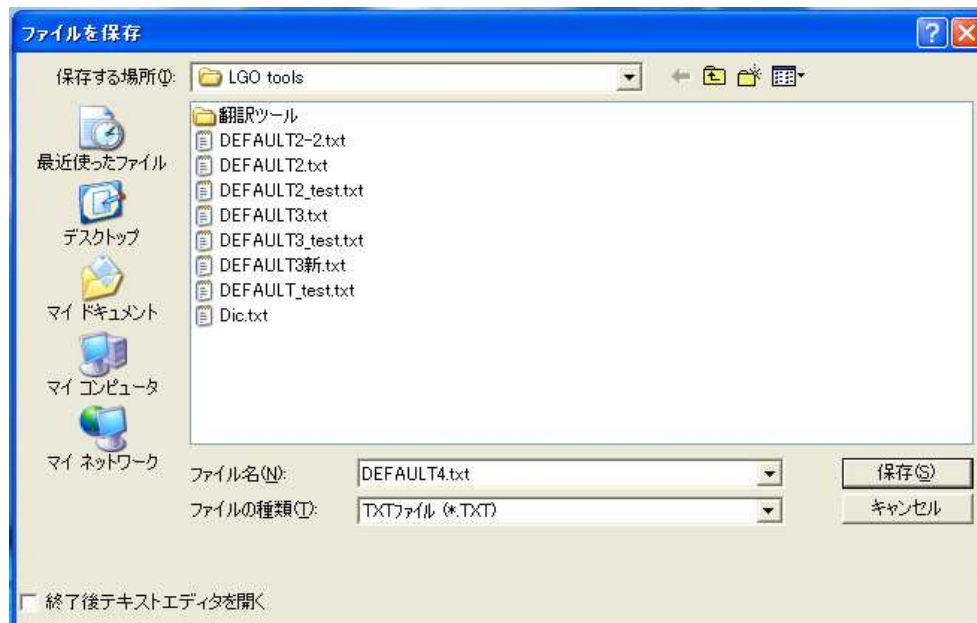 ファイルを保存
保存する場所(I): LGO tools
最近使ったファイル
デスクトップ
マイ ドキュメント
マイ コンピュータ
マイ ネットワーク
翻訳ツール
DEFAULT2-2.txt
DEFAULT2.txt
DEFAULT2_test.txt
DEFAULT3.txt
DEFAULT3_test.txt
DEFAULT3新.txt
DEFAULT_test.txt
Dic.txt
ファイル名(N): DEFAULT4.txt 保存(S)
ファイルの種類(T): TXTファイル (*.TXT) キャンセル
終了後テキストエディタを開く